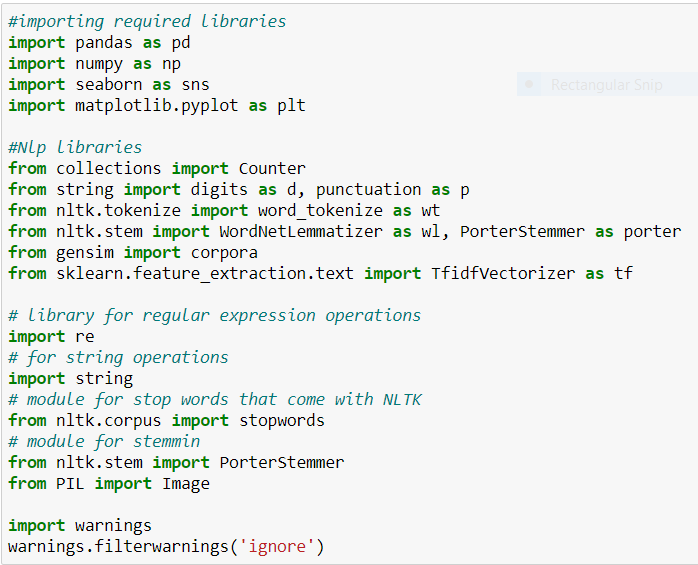 #importing required libraries
import pandas as pd
import numpy as np
import seaborn as sns
Rectangular Snip
import matplotlib.pyplot as plt
#Nlp libraries
from collections import Counter
from string import digits as d, punctuation as p
from nltk.tokenize import word_tokenize as wt
from nltk.stem import WordNetLemmatizer as wl, PorterStemmer as porter
from gensim import corpora
from sklearn.feature_extraction.text import TfidfVectorizer as tf
# library for regular expression operations
import re
# for string operations
import string
# module for stop words that come with NLTK
from nltk.corpus import stopwords
# module for stemmin
from nltk.stem import PorterStemmer
from PIL import Image
import warnings
warnings.filterwarnings('ignore')